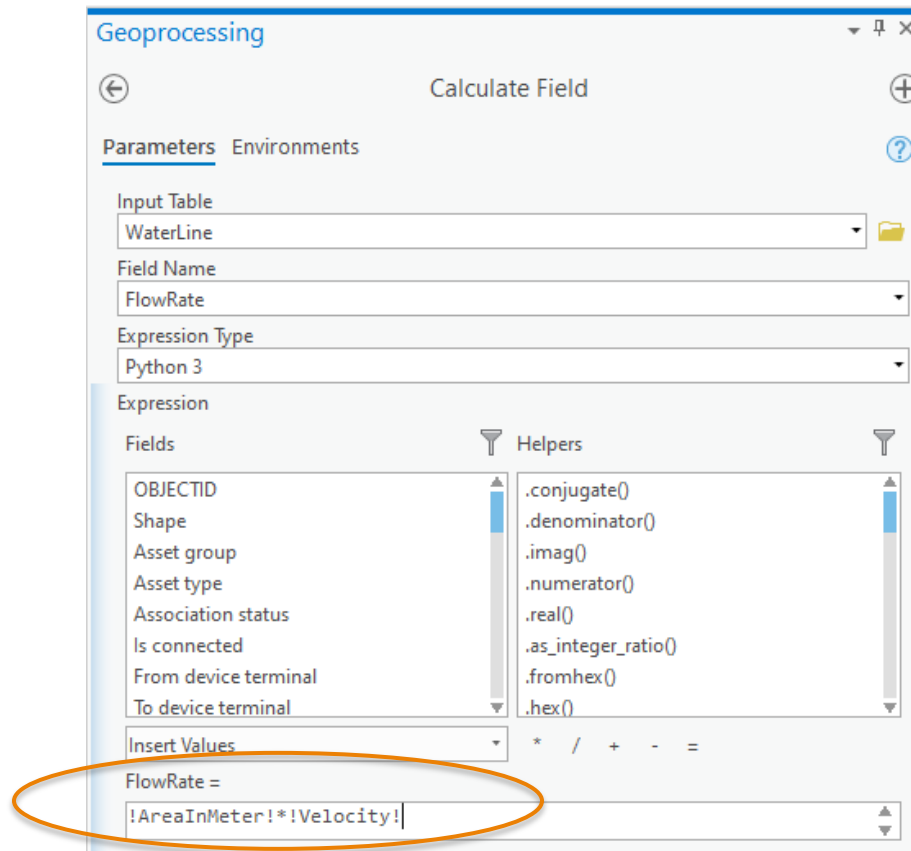 Geoprocessing
Calculate Field
Parameters Environments
Input Table
WaterLine
Field Name
FlowRate
Expression Type
Python 3
Expression
Fields Helpers
OBJECTID .conjugate()
Shape .denominator()
Asset group .imag()
Asset type .numerator()
Association status .real()
Is connected .as_integer_ratio()
From device terminal .fromhex()
To device terminal .hex()
Insert Values * / + - =
FlowRate =
!AreaInMeter!*!Velocity!